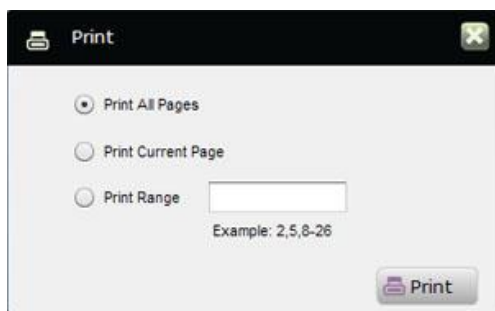 Print
Print All Pages
Print Current Page
Print Range
Example: 2,5,8-26
Print